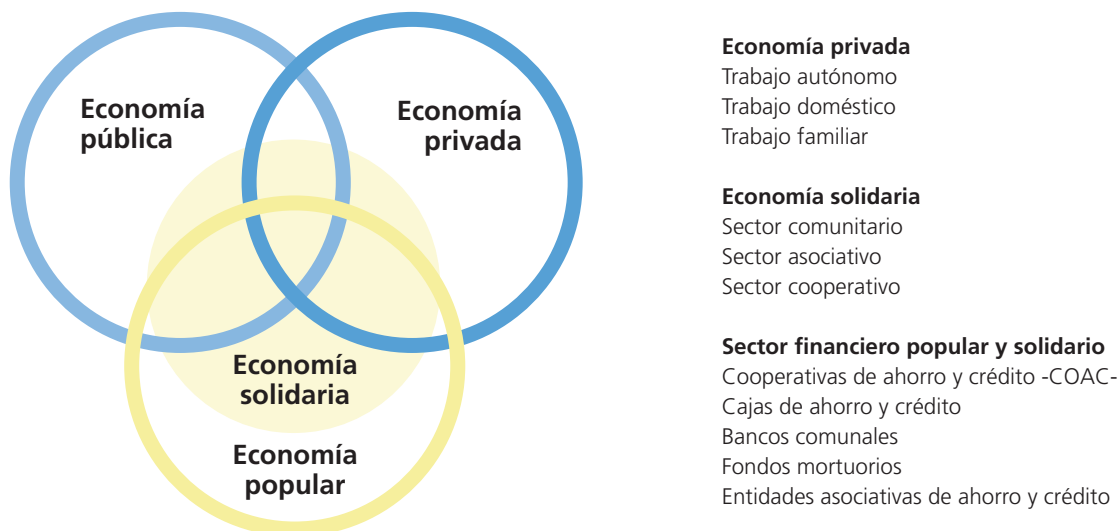 Economía
pública
Economía
privada
Economía
solidaria
Economía
popular
Economía privada
Trabajo autónomo
Trabajo doméstico
Trabajo familiar
Economía solidaria
Sector comunitario
Sector asociativo
Sector cooperativo
Sector financiero popular y solidario
Cooperativas de ahorro y crédito -COAC-
Cajas de ahorro y crédito
Bancos comunales
Fondos mortuorios
Entidades asociativas de ahorro y crédito